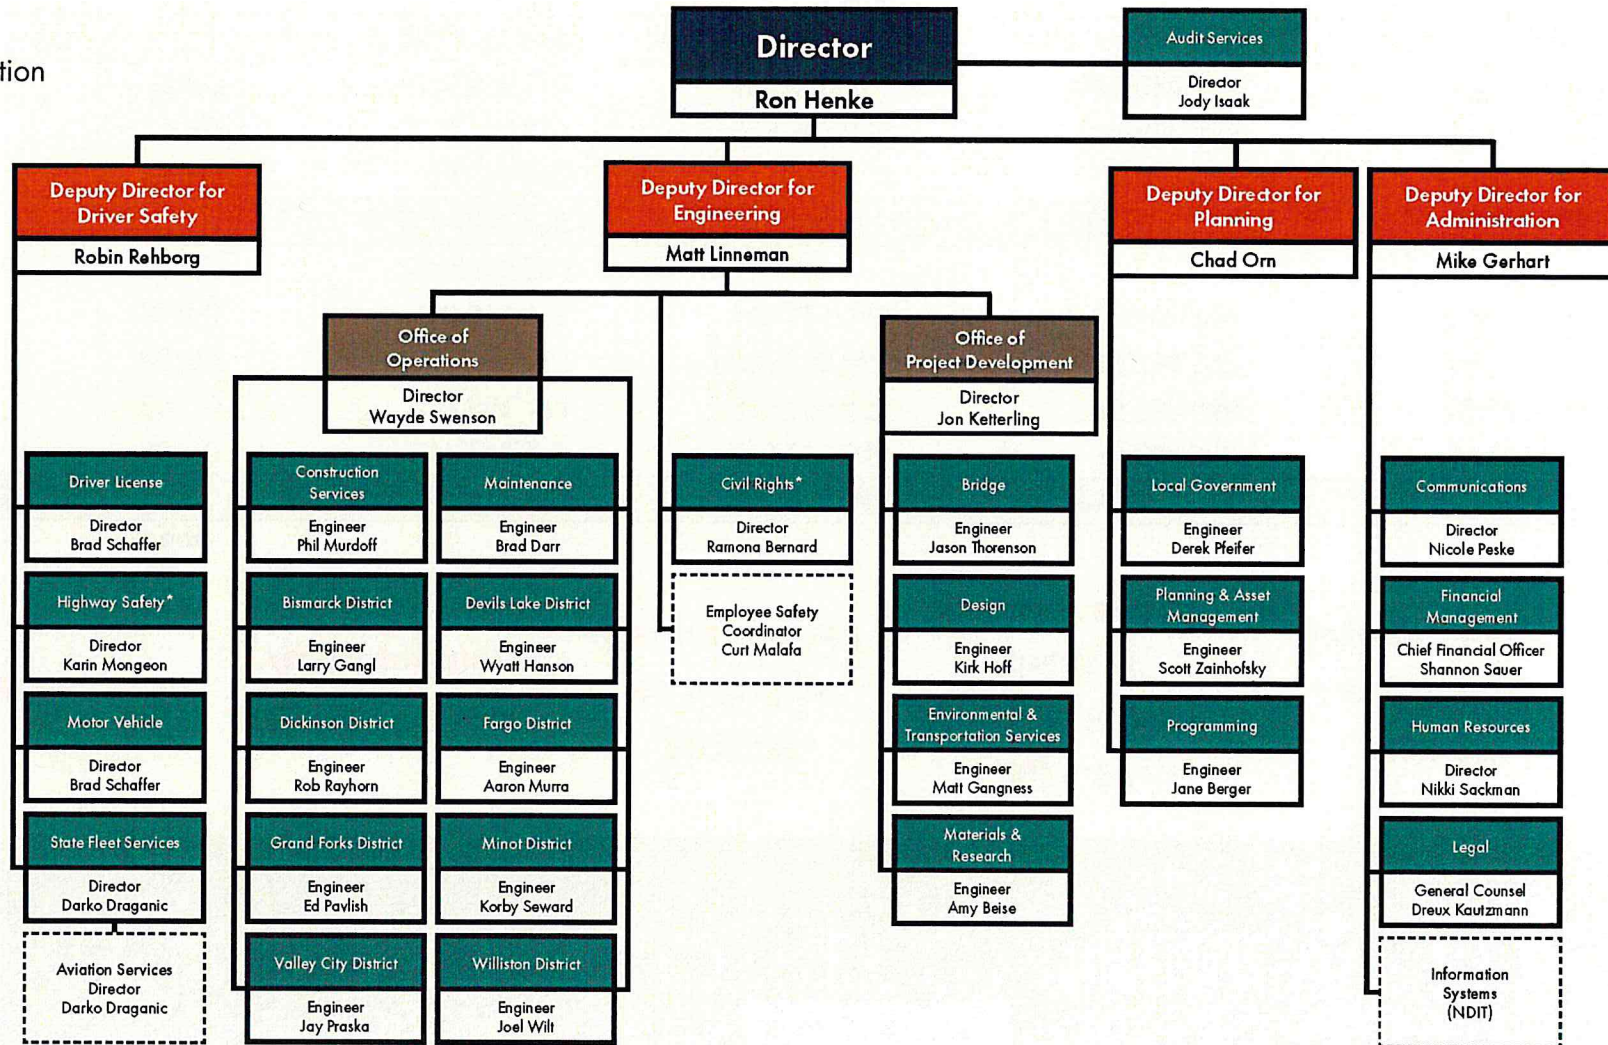 tion
Director
Ron Henke
Audit Services
Director
Jody Isaak
Deputy Director for
Driver Safety
Robin Rehborg
Deputy Director for
Engineering
Matt Linneman
Deputy Director for
Planning
Chad Orn
Deputy Director for
Administration
Mike Gerhart
Office of
Operations
Director
Wayde Swenson
Office of
Project Development
Director
Jon Ketterling
Driver License
Director
Brad Schaffer
Highway Safety*
Director
Karin Mongeon
Motor Vehicle
Director
Brad Schaffer
State Fleet Services
Director
Darko Draganic
Aviation Services
Director
Darko Draganic
Construction
Services
Engineer
Phil Murdoff
Bismarck District
Engineer
Larry Gangl
Dickinson District
Engineer
Rob Rayhorn
Grand Forks District
Engineer
Ed Pavlish
Valley City District
Engineer
Jay Praska
Maintenance
Engineer
Brad Darr
Devils Lake District
Engineer
Wyatt Hanson
Fargo District
Engineer
Aaron Murra
Minot District
Engineer
Korby Seward
Williston District
Engineer
Joel Wilt
Civil Rights*
Director
Ramona Bernard
Employee Safety
Coordinator
Curt Malafa
Bridge
Engineer
Jason Thorenson
Design
Engineer
Kirk Hoff
Environmental &
Transportation Services
Engineer
Matt Gangness
Materials &
Research
Engineer
Amy Beise
Local Government
Engineer
Derek Pfeifer
Planning & Asset
Management
Engineer
Scott Zainhofsky
Programming
Engineer
Jane Berger
Communications
Director
Nicole Peske
Financial
Management
Chief Financial Officer
Shannon Sauer
Human Resources
Director
Nikki Sackman
Legal
General Counsel
Dreux Kautzmann
Information
Systems
(NDIT)